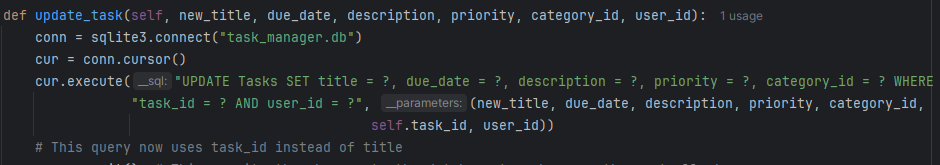 def update_task(self, new_title, due_date, description, priority, category_id, user_id): 1 usage
conn = sqlite3.connect("task_manager.db")
cur = conn.cursor()
cur.execute( __sql: "UPDATE Tasks SET title = ?, due_date = ?, description = ?, priority = ?, category_id = ? WHERE
"task_id = ? AND user_id = ?", __parameters: (new_title, due_date, description, priority, category_id,
self.task_id, user_id))
# This query now uses task_id instead of title